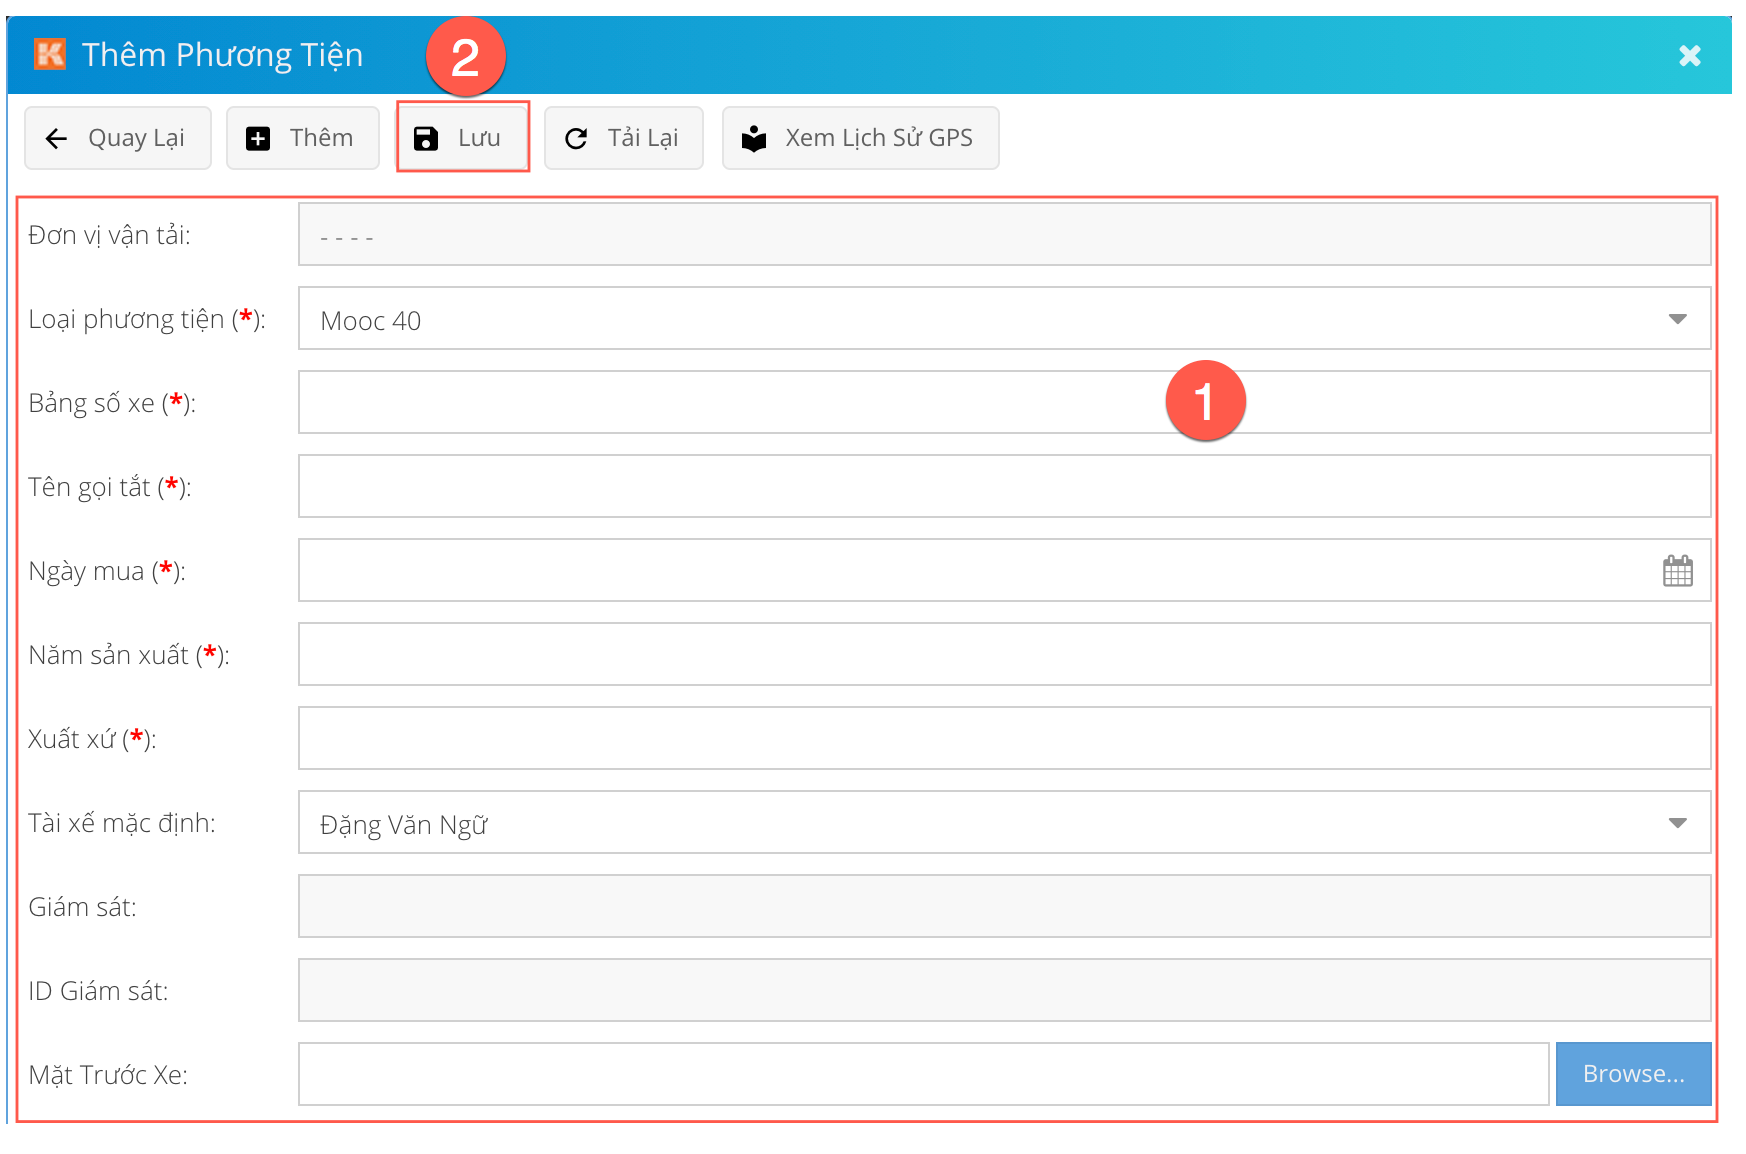 K Thêm Phương Tiện 2
Quay Lại Thêm Lưu Tải Lại Xem Lịch Sử GPS
Đơn vị vận tải: - - - -
Loại phương tiện (*): Mooc 40
Bảng số xe (*): 1
Tên gọi tắt (*):
Ngày mua (*):
Năm sản xuất (*):
Xuất xứ (*):
Tài xế mặc định: Đặng Văn Ngữ
Giám sát:
ID Giám sát:
Mặt Trước Xe: Browse...